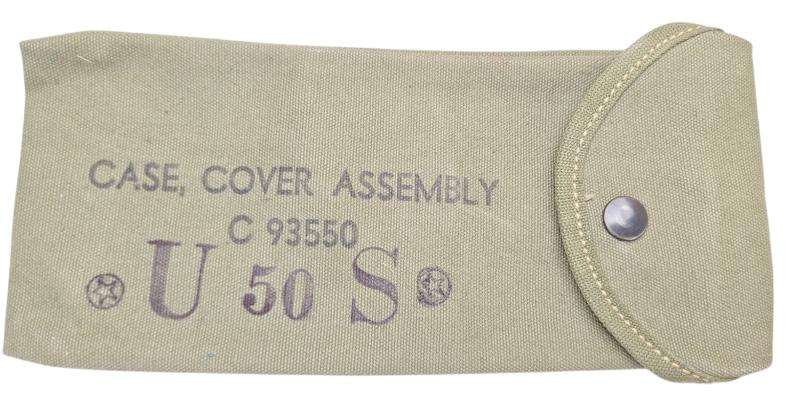 CASE, COVER ASSEMBLY
C 93550
U 50 S